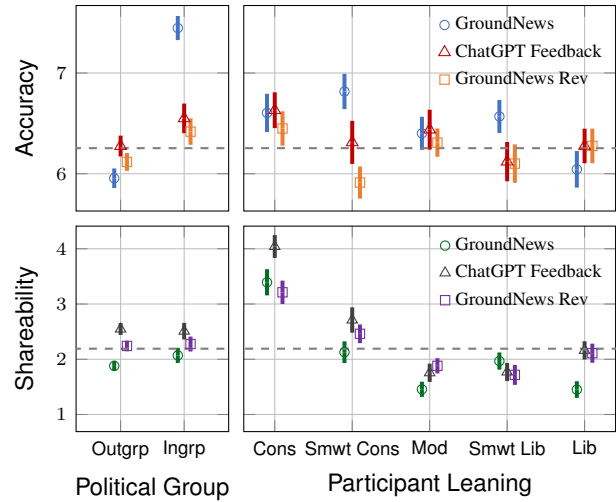 Accuracy
7
6
GroundNews
ChatGPT Feedback
GroundNews Rev
Shareability
4
3
2
1
GroundNews
ChatGPT Feedback
GroundNews Rev
Outgrp Ingrp
Cons Smwt Cons Mod Smwt Lib Lib
Political Group
Participant Leaning